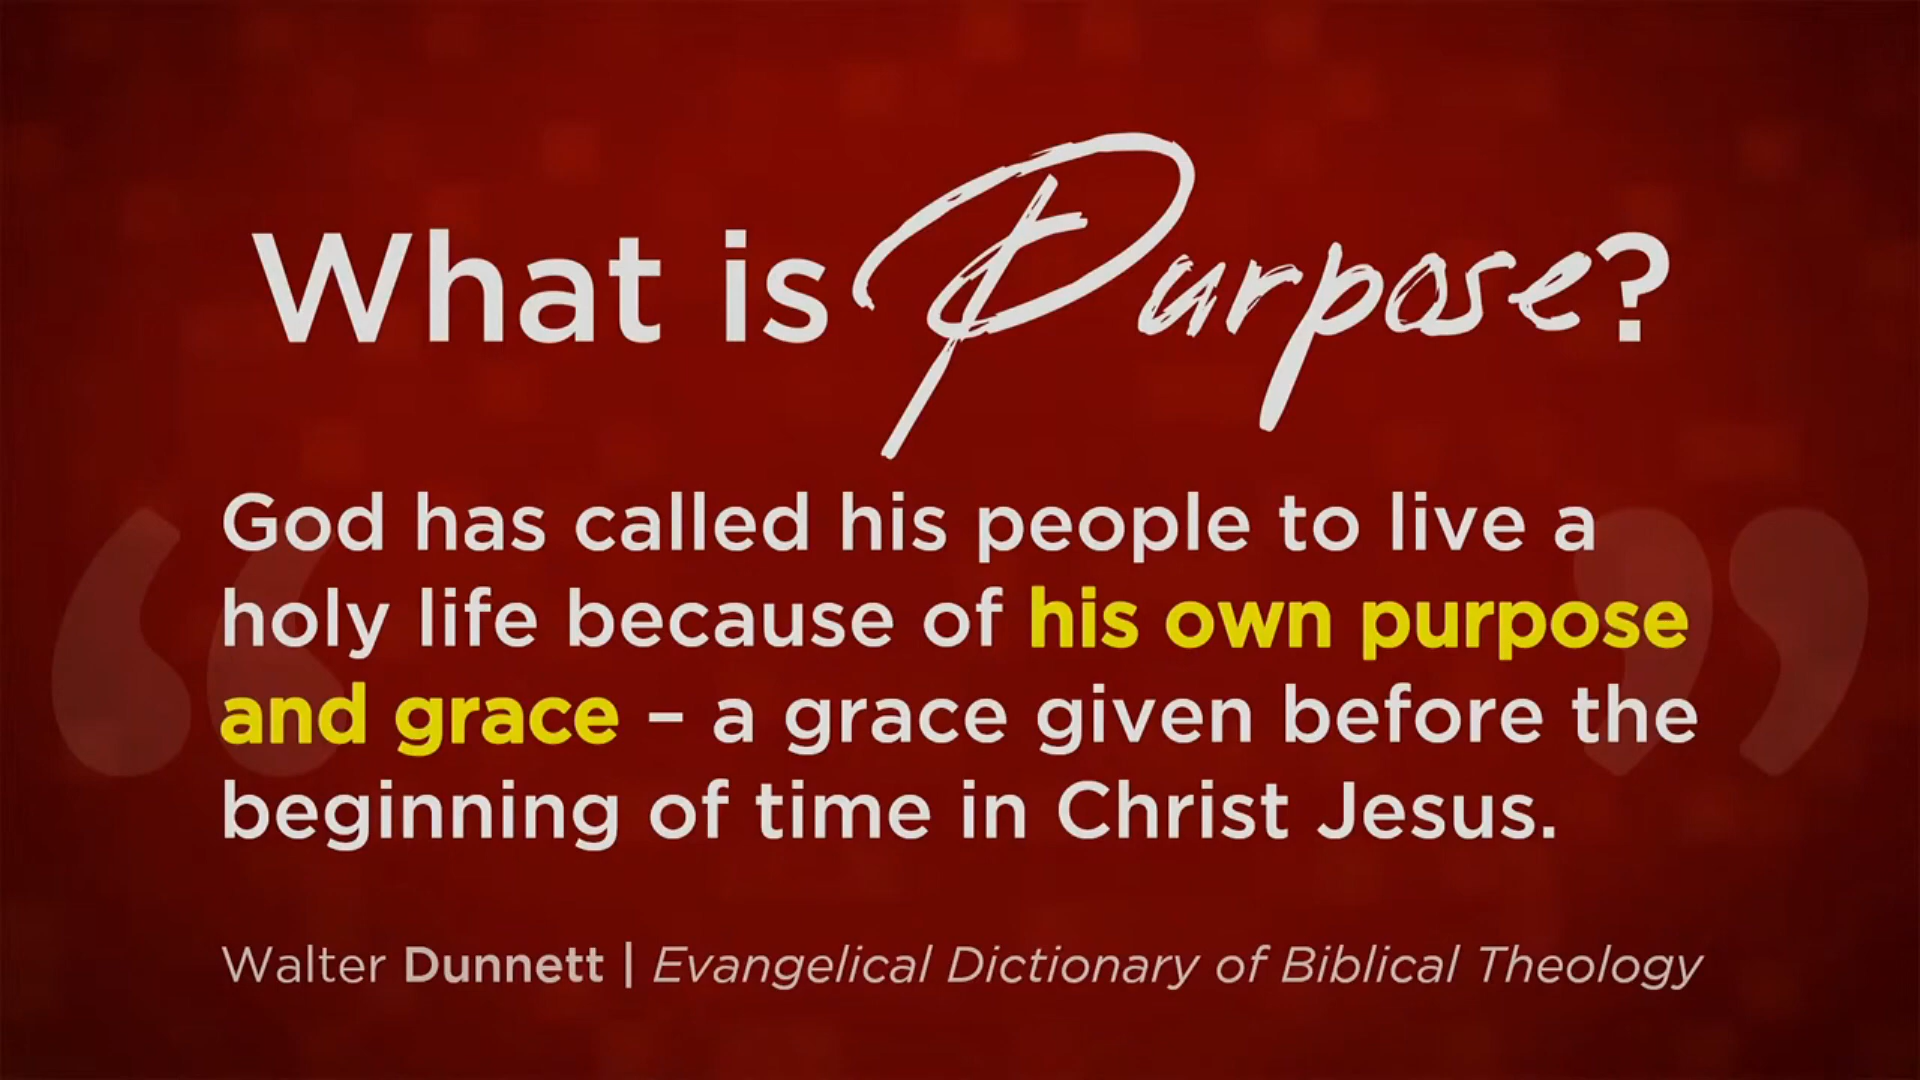 What is Purpose?
God has called his people to live a
holy life because of his own purpose
and grace – a grace given before the
beginning of time in Christ Jesus.
Walter Dunnett | Evangelical Dictionary of Biblical Theology